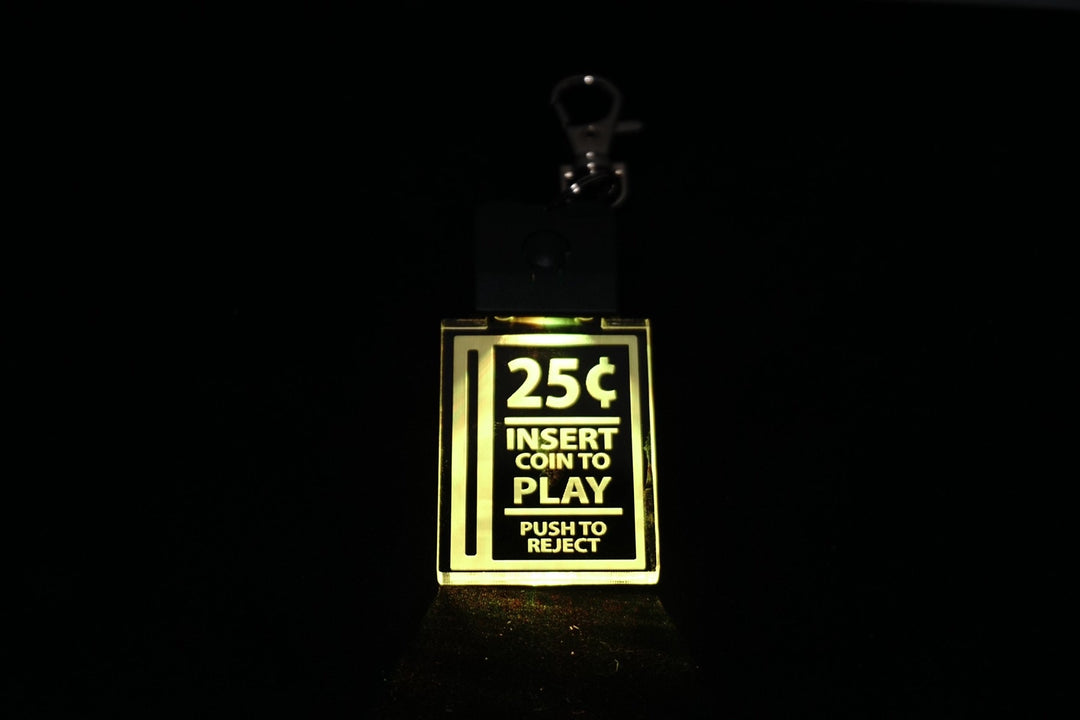 25¢
INSERT
COIN TO
PLAY
PUSH TO
REJECT